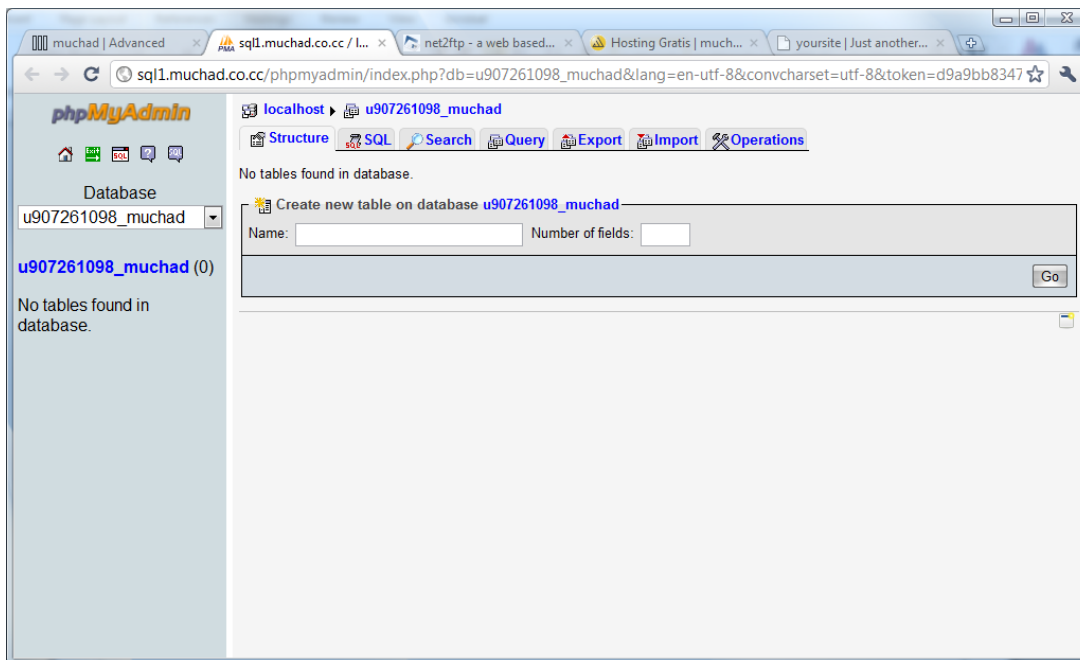 muchad | Advanced
sql1.muchad.co.cc / l...
net2ftp - a web based...
Hosting Gratis | much...
yoursite | Just another...
sql1.muchad.co.cc/phpmyadmin/index.php?db=u907261098_muchad&lang=en-utf-8&convcharset=utf-8&token=d9a9bb8347
phpMyAdmin
localhost
u907261098_muchad
Structure
SQL
Search
Query
Export
Import
Operations
Database
u907261098_muchad
u907261098_muchad (0)
No tables found in
database.
No tables found in database.
Create new table on database u907261098_muchad
Name:
Number of fields:
Go